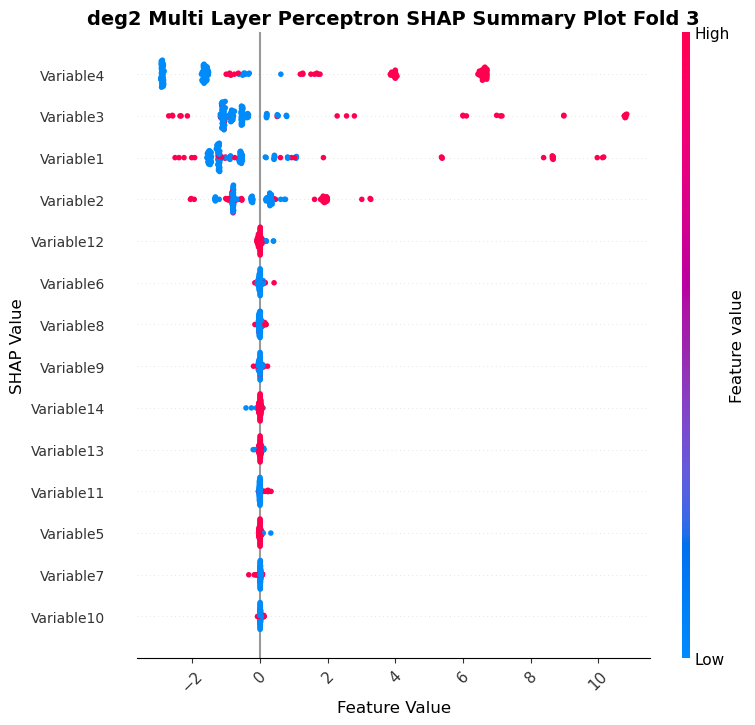 deg2 Multi Layer Perceptron SHAP Summary Plot Fold 3
High
Variable4
Variable3
Variable1
Variable2
Variable12
Variable6
Variable8
Variable9
Variable14
Variable13
Variable11
Variable5
Variable7
Variable10
SHAP Value
Feature value
Low
−2
0
2
4
6
8
10
Feature Value